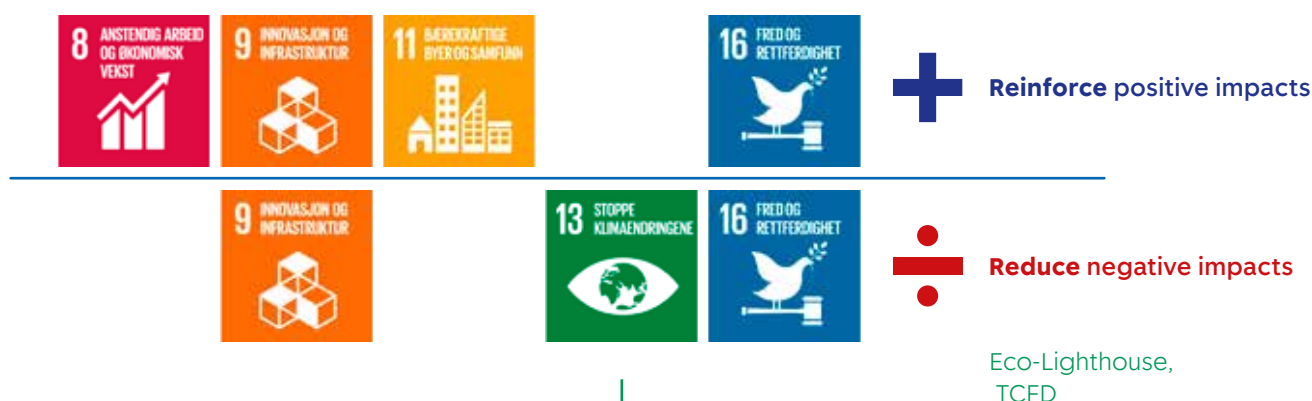 8 ANSTENDIG ARBEID
OG ØKONOMISK
VEKST
9 INNOVASJON OG
INFRASTRUKTUR
11 BÆREKRAFTIGE
BYER OG SAMFUNN
16 FRED OG
RETTFERDIGHET
Reinforce positive impacts
9 INNOVASJON OG
INFRASTRUKTUR
13 STOPPE
KLIMAENDRINGENE
16 FRED OG
RETTFERDIGHET
Reduce negative impacts
Eco-Lighthouse,
TCFD